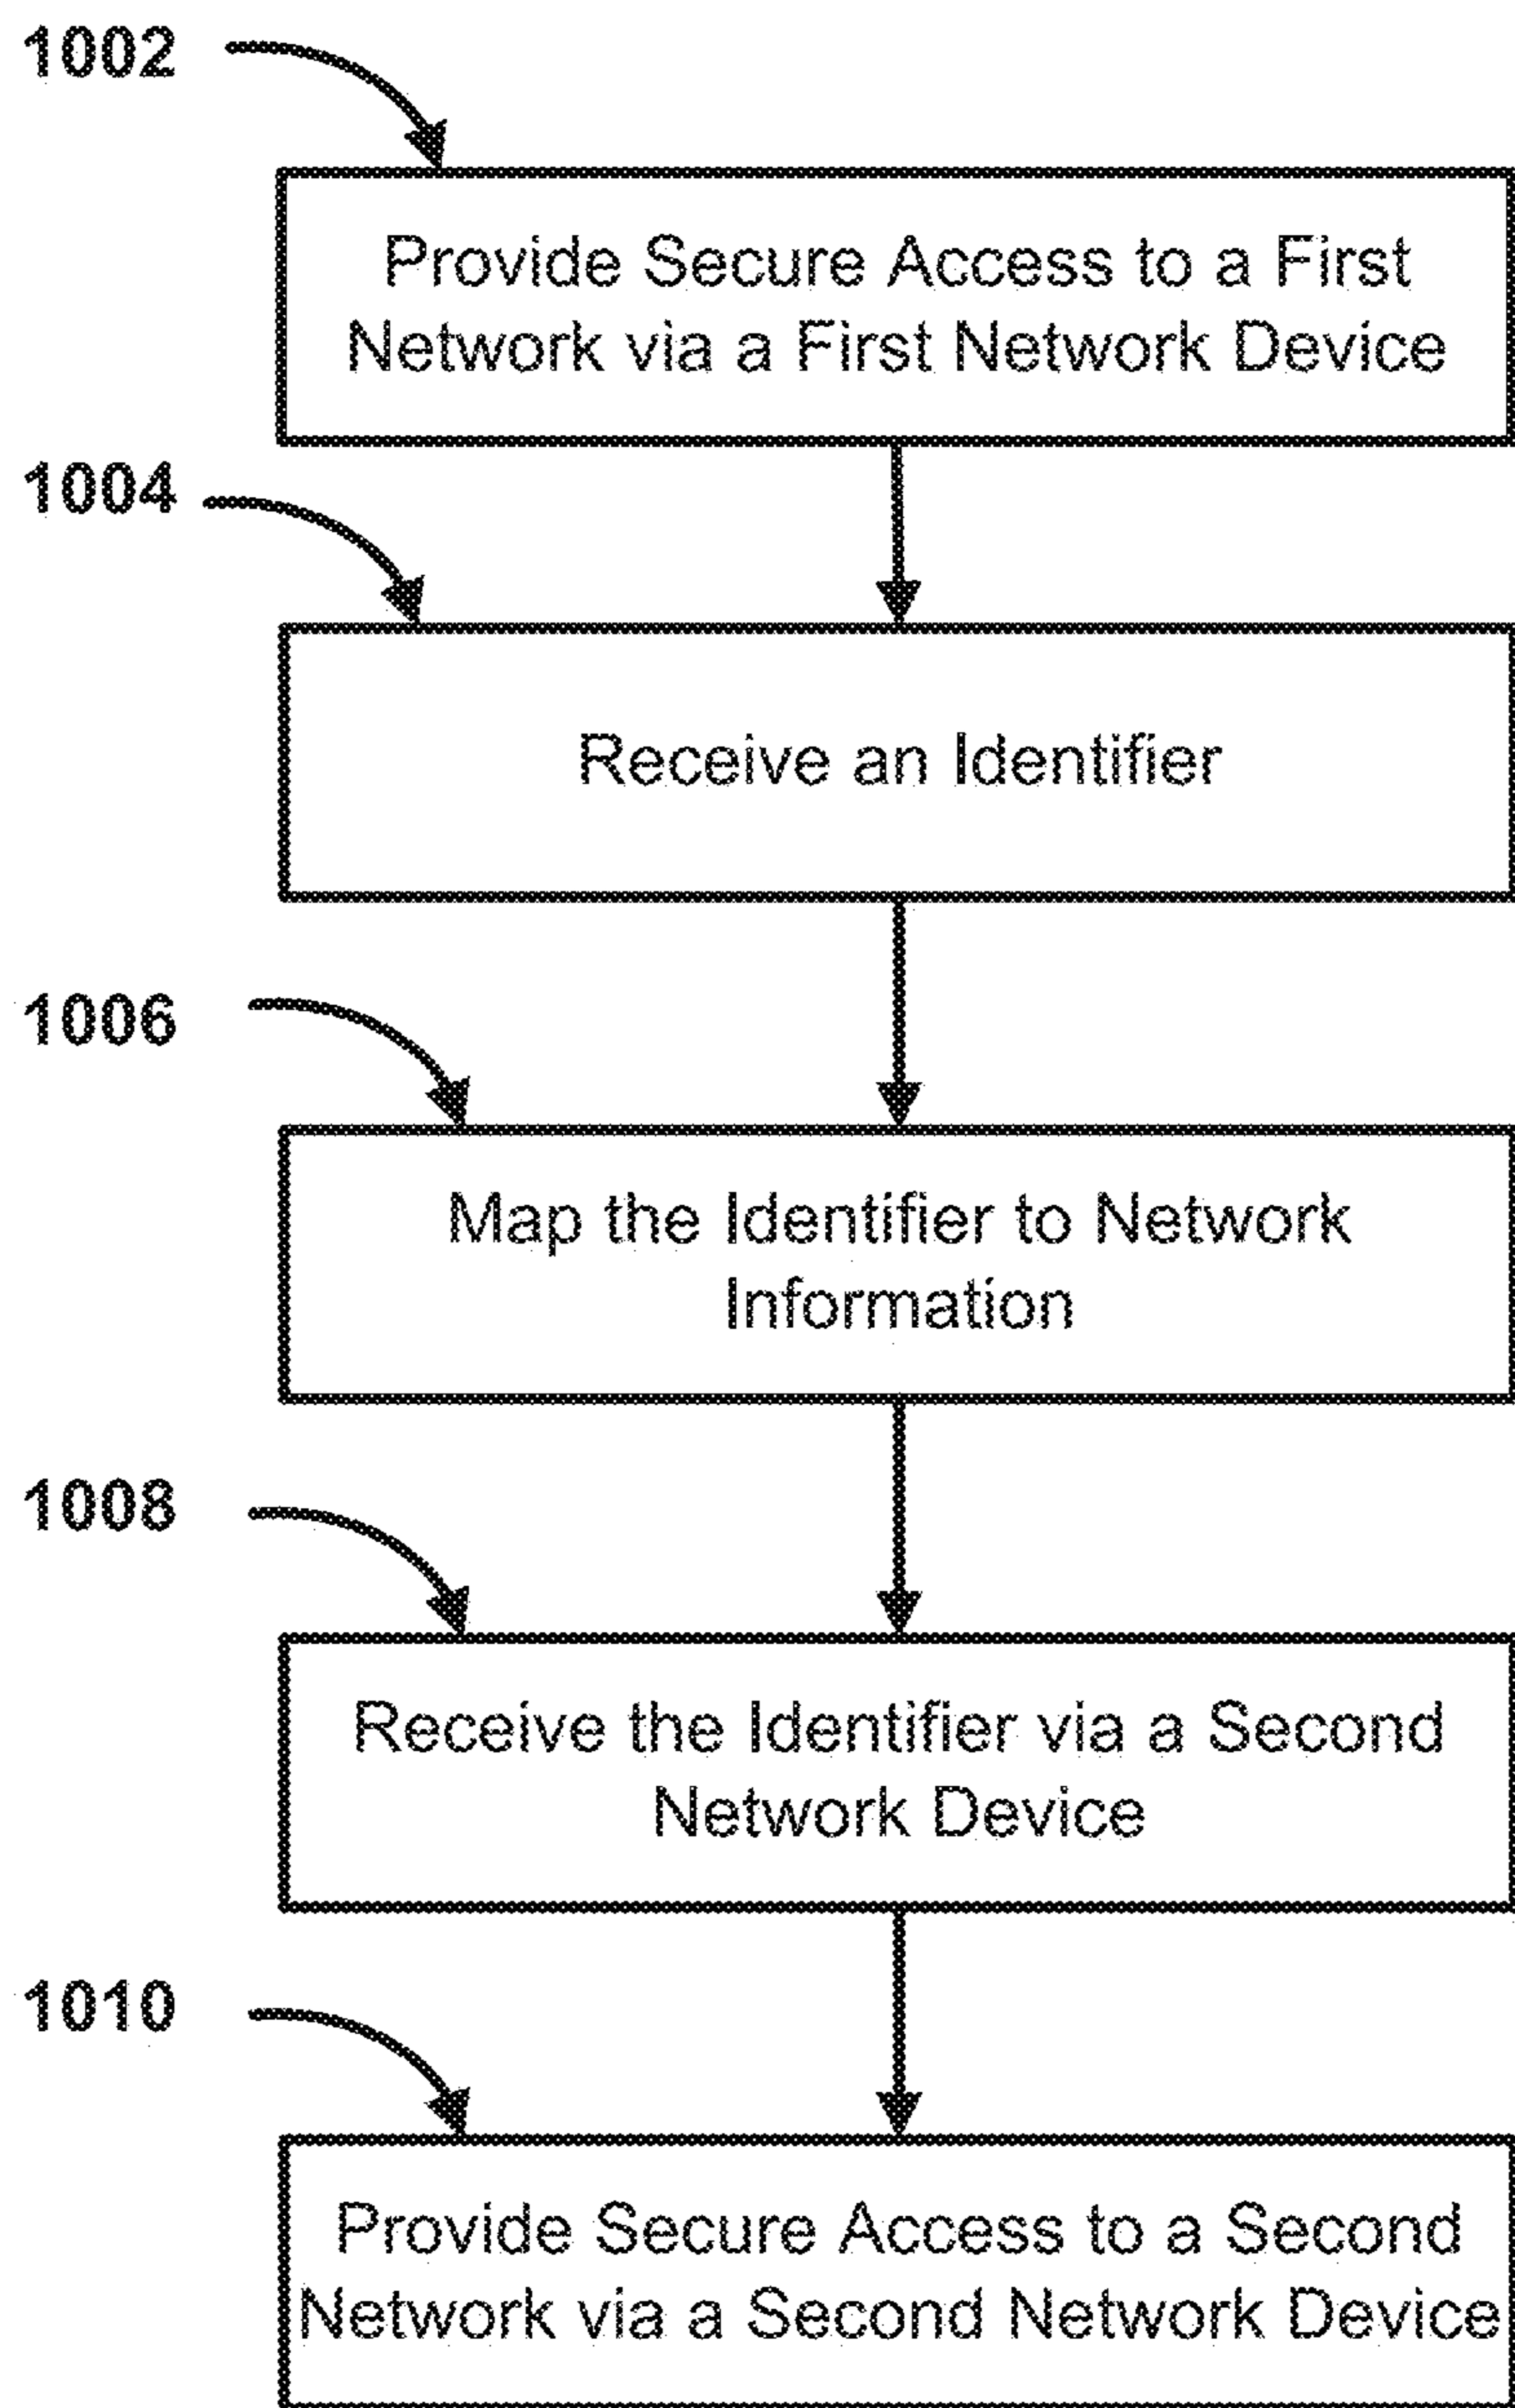 1002
Provide Secure Access to a First
Network via a First Network Device
1004
Receive an Identifier
1006
Map the Identifier to Network
Information
1008
Receive the Identifier via a Second
Network Device
1010
Provide Secure Access to a Second
Network via a Second Network Device